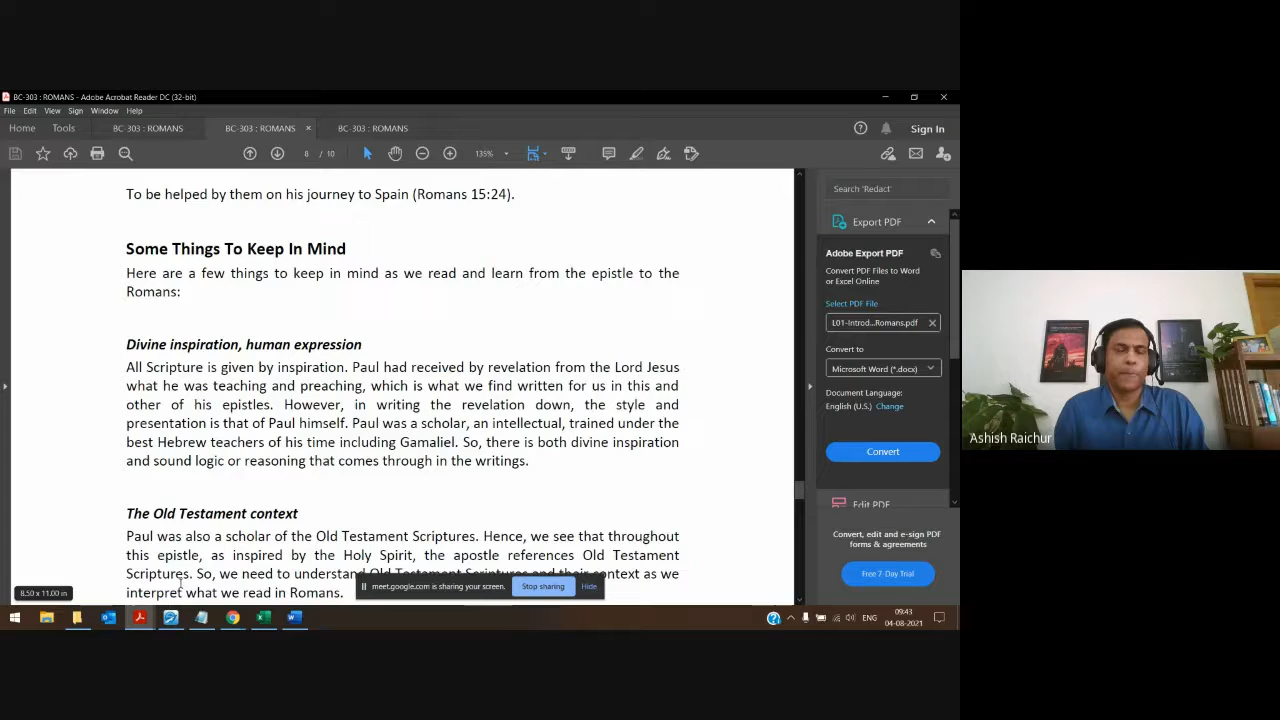 BC-303 : ROMANS - Adobe Acrobat Reader DC (32-bit)
File Edit View Sign Window Help
Home Tools BC-303 : ROMANS BC-303 : ROMANS × BC-303 : ROMANS Sign In
8 / 10 135%
To be helped by them on his journey to Spain (Romans 15:24).
Some Things To Keep In Mind
Here are a few things to keep in mind as we read and learn from the epistle to the
Romans:
Divine inspiration, human expression
All Scripture is given by inspiration. Paul had received by revelation from the Lord Jesus
what he was teaching and preaching, which is what we find written for us in this and
other of his epistles. However, in writing the revelation down, the style and
presentation is that of Paul himself. Paul was a scholar, an intellectual, trained under the
best Hebrew teachers of his time including Gamaliel. So, there is both divine inspiration
and sound logic or reasoning that comes through in the writings.
The Old Testament context
Paul was also a scholar of the Old Testament Scriptures. Hence, we see that throughout
this epistle, as inspired by the Holy Spirit, the apostle references Old Testament
Scriptures. So, we need to understand Old Testament Scriptures and their context as we
interpret what we read in Romans.
8.50 x 11.00 in
meet.google.com is sharing your screen. Stop sharing Hide
Search 'Redact'
Export PDF
Adobe Export PDF
Convert PDF Files to Word
or Excel Online
Select PDF File
L01-Introd...Romans.pdf
Convert to
Microsoft Word (*.docx)
Document Language:
English (U.S.) Change
Convert
Edit PDF
Convert, edit and e-sign PDF
forms & agreements
Free 7-Day Trial
ENG
09:43
04-08-2021
Ashish Raichur